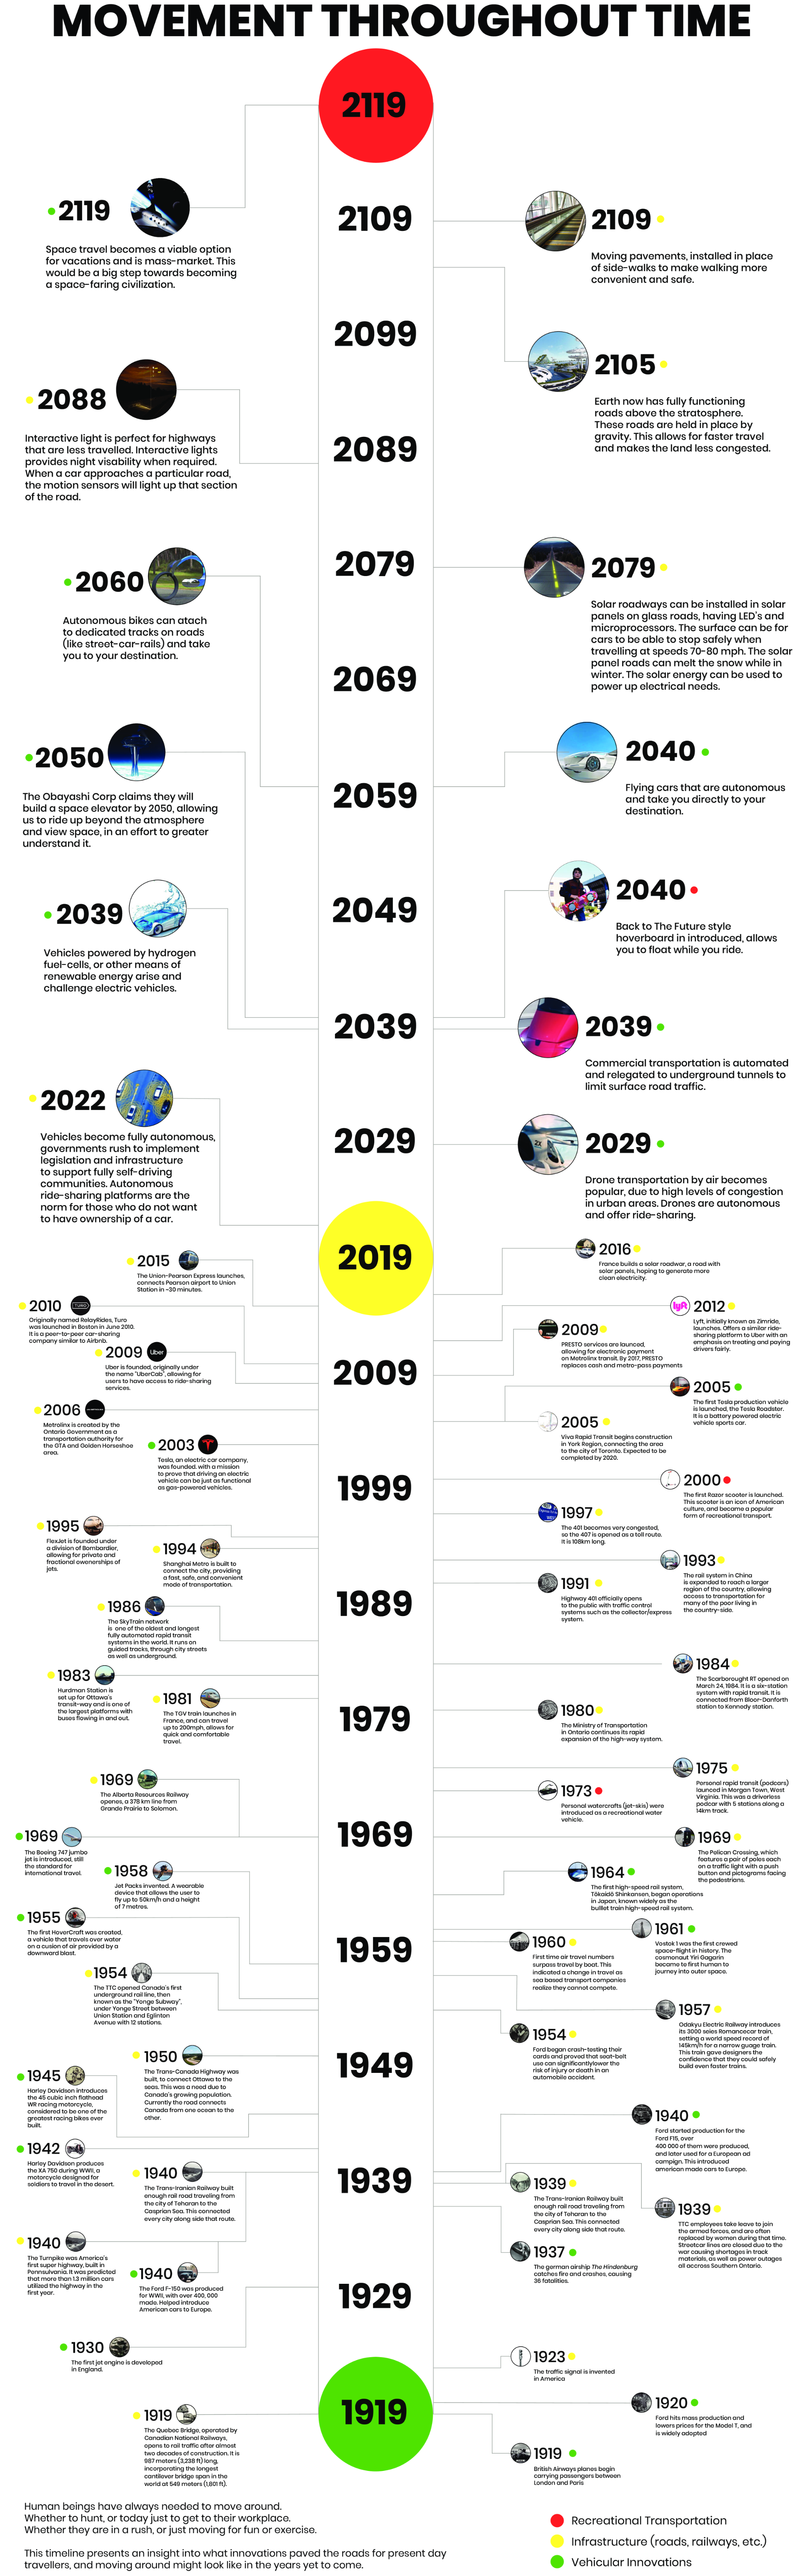 MOVEMENT THROUGHOUT TIME
2119
2119
Space travel becomes a viable option
for vacations and is mass-market. This
would be a big step towards becoming
a space-faring civilization.
2109
2109
Moving pavements, installed in place
of side-walks to make walking more
convenient and safe.
2099
2105
Earth now has fully functioning
roads above the stratosphere.
These roads are held in place by
gravity. This allows for faster travel
and makes the land less congested.
2088
Interactive light is perfect for highways
that are less travelled. Interactive lights
provides night visability when required.
When a car approaches a particular road,
the motion sensors will light up that section
of the road.
2089
2079
2079
Solar roadways can be installed in solar
panels on glass roads, having LED's and
microprocessors. The surface can be for
cars to be able to stop safely when
travelling at speeds 70-80 mph. The solar
panel roads can melt the snow while in
winter. The solar energy can be used to
power up electrical needs.
2060
Autonomous bikes can atach
to dedicated tracks on roads
(like street-car-rails) and take
you to your destination.
2069
2050
The Obayashi Corp claims they will
build a space elevator by 2050, allowing
us to ride up beyond the atmosphere
and view space, in an effort to greater
understand it.
2059
2040
Flying cars that are autonomous
and take you directly to your
destination.
2049
2040
Back to The Future style
hoverboard in introduced, allows
you to float while you ride.
2039
Vehicles powered by hydrogen
fuel-cells, or other means of
renewable energy arise and
challenge electric vehicles.
2039
2039
Commercial transportation is automated
and relegated to underground tunnels to
limit surface road traffic.
2022
Vehicles become fully autonomous,
governments rush to implement
legislation and infrastructure
to support fully self-driving
communities. Autonomous
ride-sharing platforms are the
norm for those who do not want
to have ownership of a car.
2029
2029
Drone transportation by air becomes
popular, due to high levels of congestion
in urban areas. Drones are autonomous
and offer ride-sharing.
2019
2015
The Union-Pearson Express launches,
connects Pearson airport to Union
Station in ~30 minutes.
2016
France builds a solar roadwar, a road with
solar panels, hoping to generate more
clean electricity.
2010
TURO
Originally named RelayRides, Turo
was launched in Boston in June 2010.
It is a peer-to-peer car-sharing
company similar to Airbnb.
2012
lyft
Lyft, initially known as Zimride,
launches. Offers a similar ride-
sharing platform to Uber with an
emphasis on treating and paying
drivers fairly.
2009
Uber
Uber is founded, originally under
the name "UberCab", allowing for
users to have access to ride-sharing
services.
2009
PRESTO
PRESTO services are launced,
allowing for electronic payment
on Metrolinx transit. By 2017, PRESTO
replaces cash and metro-pass payments
2009
2006
Metrolinx is created by the
Ontario Government as a
transportation authority for
the GTA and Golden Horseshoe
area.
2005
The first Tesla production vehicle
is launched, the Tesla Roadster.
It is a battery powered electric
vehicle sports car.
2003
Tesla, an electric car company,
was founded, with a mission
to prove that driving an electric
vehicle can be just as functional
as gas-powered vehicles.
2005
Viva Rapid Transit begins construction
in York Region, connecting the area
to the city of Toronto. Expected to be
completed by 2020.
1999
2000
The first Razor scooter is launched.
This scooter is an icon of American
culture, and became a popular
form of recreational transport.
1997
The 401 becomes very congested,
so the 407 is opened as a toll route.
It is 108km long.
1995
FlexJet is founded under
a division of Bombardier,
allowing for private and
fractional owenerships of
jets.
1994
Shanghai Metro is built to
connect the city, providing
a fast, safe, and convenient
mode of transportation.
1993
The rail system in China
is expanded to reach a larger
region of the country, allowing
access to transportation for
many of the poor living in
the country-side.
1991
Highway 401 officially opens
to the public with traffic control
systems such as the collector/express
system.
1989
1986
The SkyTrain network
is one of the oldest and longest
fully automated rapid transit
systems in the world. It runs on
guided tracks, through city streets
as well as underground.
1984
The Scarborought RT opened on
March 24, 1984. It is a six-station
system with rapid transit. It is
connected from Bloor-Danforth
station to Kennedy station.
1983
Hurdman Station is
set up for Ottawa's
transit-way and is one of
the largest platforms with
buses flowing in and out.
1981
The TGV train launches in
France, and can travel
up to 200mph, allows for
quick and comfortable
travel.
1979
1980
The Ministry of Transportation
in Ontario continues its rapid
expansion of the high-way system.
1975
Personal rapid transit (podcars)
launced in Morgan Town, West
Virginia. This was a driverless
podcar with 5 stations along a
14km track.
1969
The Alberta Resources Railway
openes, a 378 km line from
Grande Prairie to Solomon.
1973
Personal watercrafts (jet-skis) were
introduced as a recreational water
vehicle.
1969
The Boeing 747 jumbo
jet is introduced, still
the standard for
international travel.
1969
1969
The Pelican Crossing, which
features a pair of poles each
on a traffic light with a push
button and pictograms facing
the pedestrians.
1958
Jet Packs invented. A wearable
device that allows the user to
fly up to 50km/h and a height
of 7 metres.
1964
The first high-speed rail system,
Tōkaidō Shinkansen, began operations
in Japan, known widely as the
bulllet train high-speed rail system.
1955
The first HoverCraft was created,
a vehicle that travels over water
on a cusion of air provided by a
downward blast.
1961
Vostok 1 was the first crewed
space-flight in history. The
cosmonaut Yiri Gagarin
became to first human to
journey into outer space.
1960
First time air travel numbers
surpass travel by boat. This
indicated a change in travel as
sea based transport companies
realize they cannot compete.
1959
1954
The TTC opened Canada's first
underground rail line, then
known as the "Yonge Subway",
under Yonge Street between
Union Station and Eglinton
Avenue with 12 stations.
1957
Odakyu Electric Railway introduces
its 3000 seies Romancecar train,
setting a world speed record of
145km/h for a narrow guage train.
This train gave designers the
confidence that they could safely
build even faster trains.
1954
Ford began crash-testing their
cards and proved that seat-belt
use can significantlylower the
risk of injury or death in an
automobile accident.
1950
The Trans-Canada Highway was
built, to connect Ottawa to the
seas. This was a need due to
Canada's growing population.
Currently the road connects
Canada from one ocean to the
other.
1949
1945
Harley Davidson introduces
the 45 cubic inch flathead
WR racing motorcycle,
considered to be one of the
greatest racing bikes ever
built.
1942
Harley Davidson produces
the XA 750 during WWII, a
motorcycle designed for
soldiers to travel in the desert.
1940
Ford started production for the
Ford F15, over
400 000 of them were produced,
and later used for a European ad
campaign. This introduced
american made cars to Europe.
1940
The Trans-Iranian Railway built
enough rail road traveling from
the city of Teharan to the
Casprian Sea. This connected
every city along side that route.
1939
1939
The Trans-Iranian Railway built
enough rail road traveling from
the city of Teharan to the
Casprian Sea. This connected
every city along side that route.
1939
TTC employees take leave to join
the armed forces, and are often
replaced by women during that time.
Streetcar lines are closed due to the
war causing shortages in track
materials, as well as power outages
all accross Southern Ontario.
1940
The Turnpike was America's
first super highway, built in
Pennsulvania. It was predicted
that more than 1.3 million cars
utilized the highway in the
first year.
1940
The Ford F-150 was produced
for WWII, with over 400, 000
made. Helped introduce
American cars to Europe.
1937
The german airship The Hindenburg
catches fire and crashes, causing
36 fatalities.
1929
1930
The first jet engine is developed
in England.
1923
The traffic signal is invented
in America
1919
1920
Ford hits mass production and
lowers prices for the Model T, and
is widely adopted
1919
The Quebec Bridge, operated by
Canadian National Railways,
opens to rail traffic after almost
two decades of construction. It is
987 meters (3,238 ft) long,
incorporating the longest
cantilever bridge span in the
world at 549 meters (1,801 ft).
1919
British Airways planes begin
carrying passengers between
London and Paris
Human beings have always needed to move around.
Whether to hunt, or today just to get to their workplace.
Whether they are in a rush, or just moving for fun or exercise.
This timeline presents an insight into what innovations paved the roads for present day
travellers, and moving around might look like in the years yet to come.
Recreational Transportation
Infrastructure (roads, railways, etc.)
Vehicular Innovations